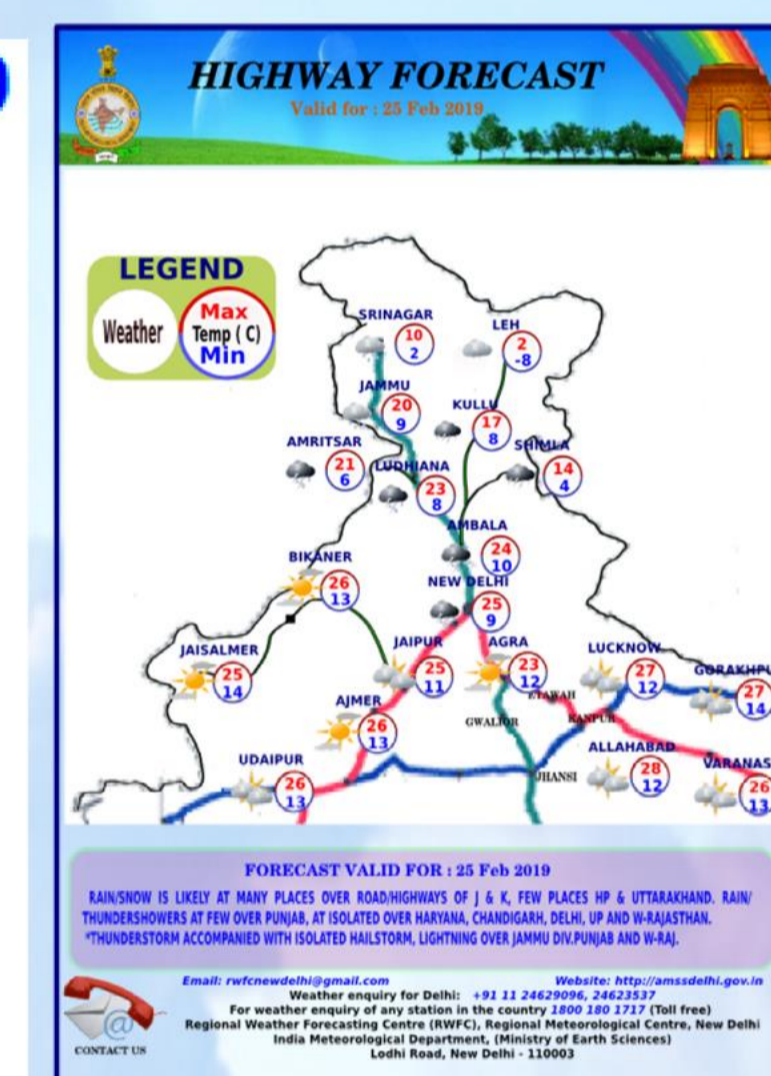 HIGHWAY FORECAST
Valid for : 25 Feb 2019
LEGEND
Weather
Max
Temp ( C)
Min
SRINAGAR
10
2
LEH
2
-8
JAMMU
20
9
KULLU
17
8
AMRITSAR
21
6
LUDHIANA
23
8
SHIMLA
14
4
AMBALA
24
10
BIKANER
26
13
NEW DELHI
25
9
JAISALMER
25
14
JAIPUR
25
11
AGRA
23
12
LUCKNOW
27
12
GORAKHPU
27
14
ETAWAH
AJMER
26
13
GWALIOR
KANPUR
UDAIPUR
26
13
JHANSI
ALLAHABAD
28
12
VARANAS
26
13
FORECAST VALID FOR : 25 Feb 2019
RAIN/SNOW IS LIKELY AT MANY PLACES OVER ROAD/HIGHWAYS OF J & K, FEW PLACES HP & UTTARAKHAND. RAIN/
THUNDERSHOWERS AT FEW OVER PUNJAB, AT ISOLATED OVER HARYANA, CHANDIGARH, DELHI, UP AND W-RAJASTHAN.
*THUNDERSTORM ACCOMPANIED WITH ISOLATED HAILSTORM, LIGHTNING OVER JAMMU DIV.PUNJAB AND W-RAJ.
Email: rwfcnewdelhi@gmail.com Website: http://amssdelhi.gov.in
Weather enquiry for Delhi: +91 11 24629096, 24623537
For weather enquiry of any station in the country 1800 180 1717 (Toll free)
Regional Weather Forecasting Centre (RWFC), Regional Meteorological Centre, New Delhi
India Meteorological Department, (Ministry of Earth Sciences)
Lodhi Road, New Delhi - 110003
@
CONTACT US